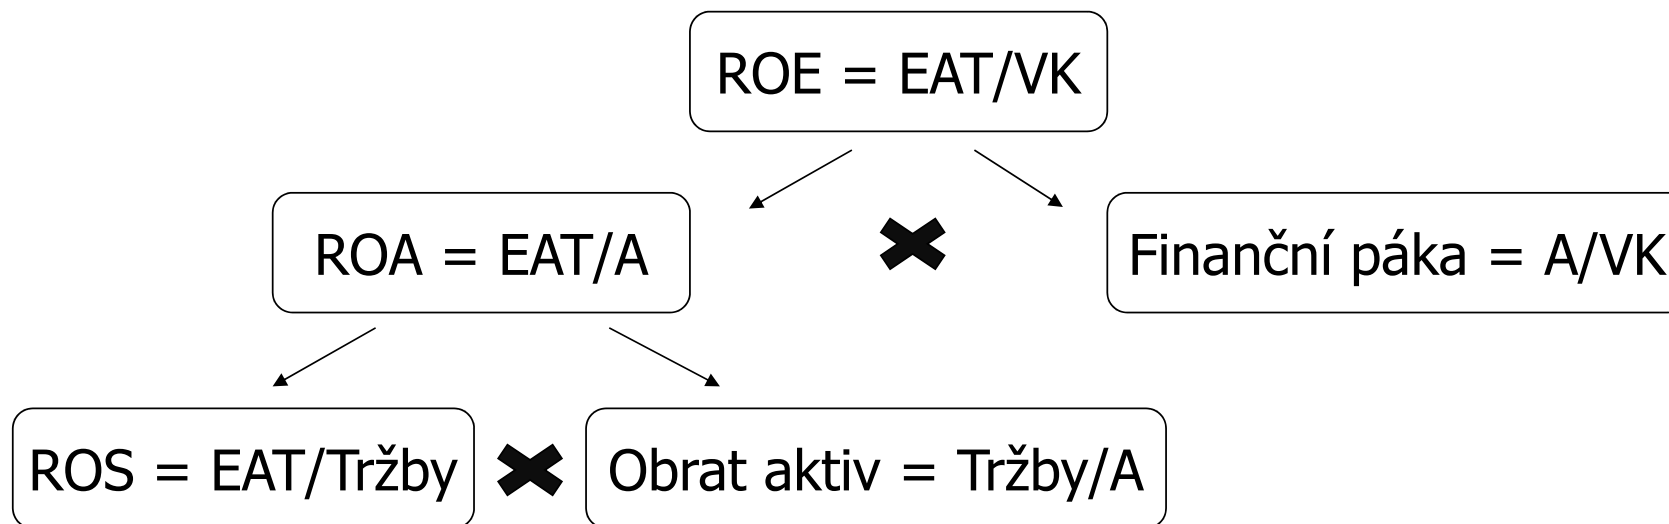 ROE = EAT/VK
ROA = EAT/A
Finanční páka = A/VK
ROS = EAT/Tržby
Obrat aktiv = Tržby/A